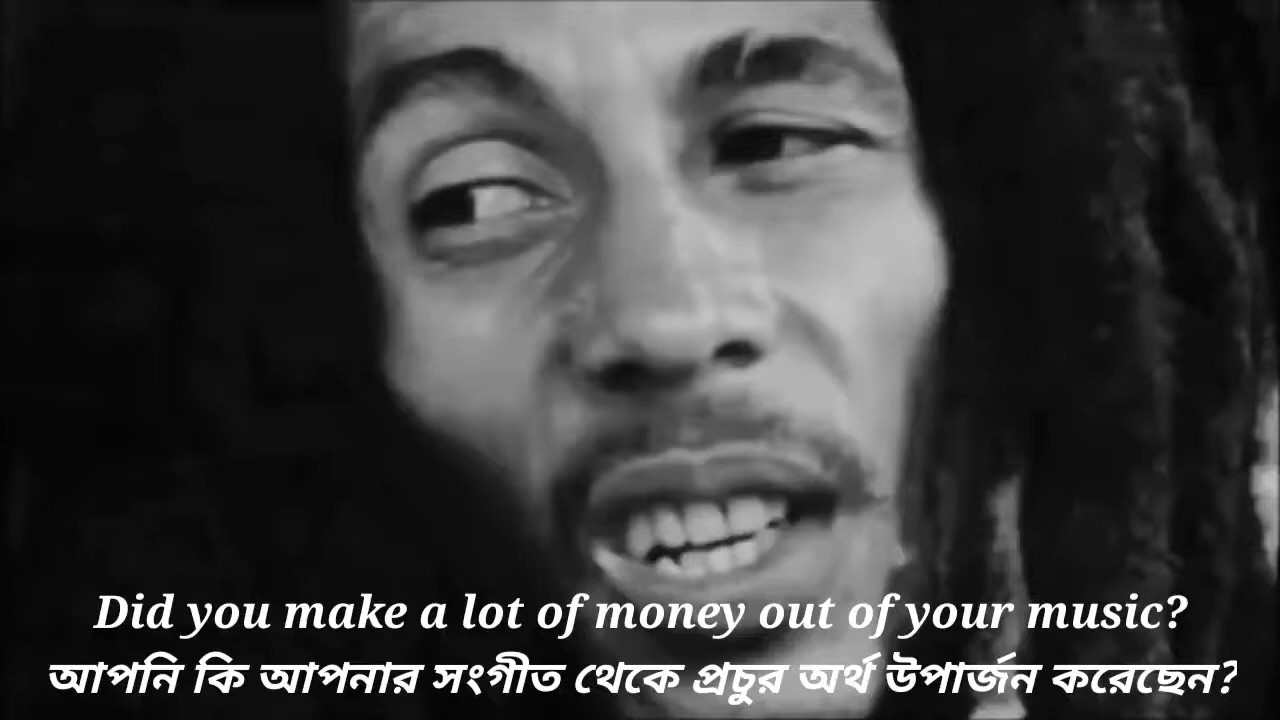 Did you make a lot of money out of your music?
আপনি কি আপনার সংগীত থেকে প্রচুর অর্থ উপার্জন করেছেন?